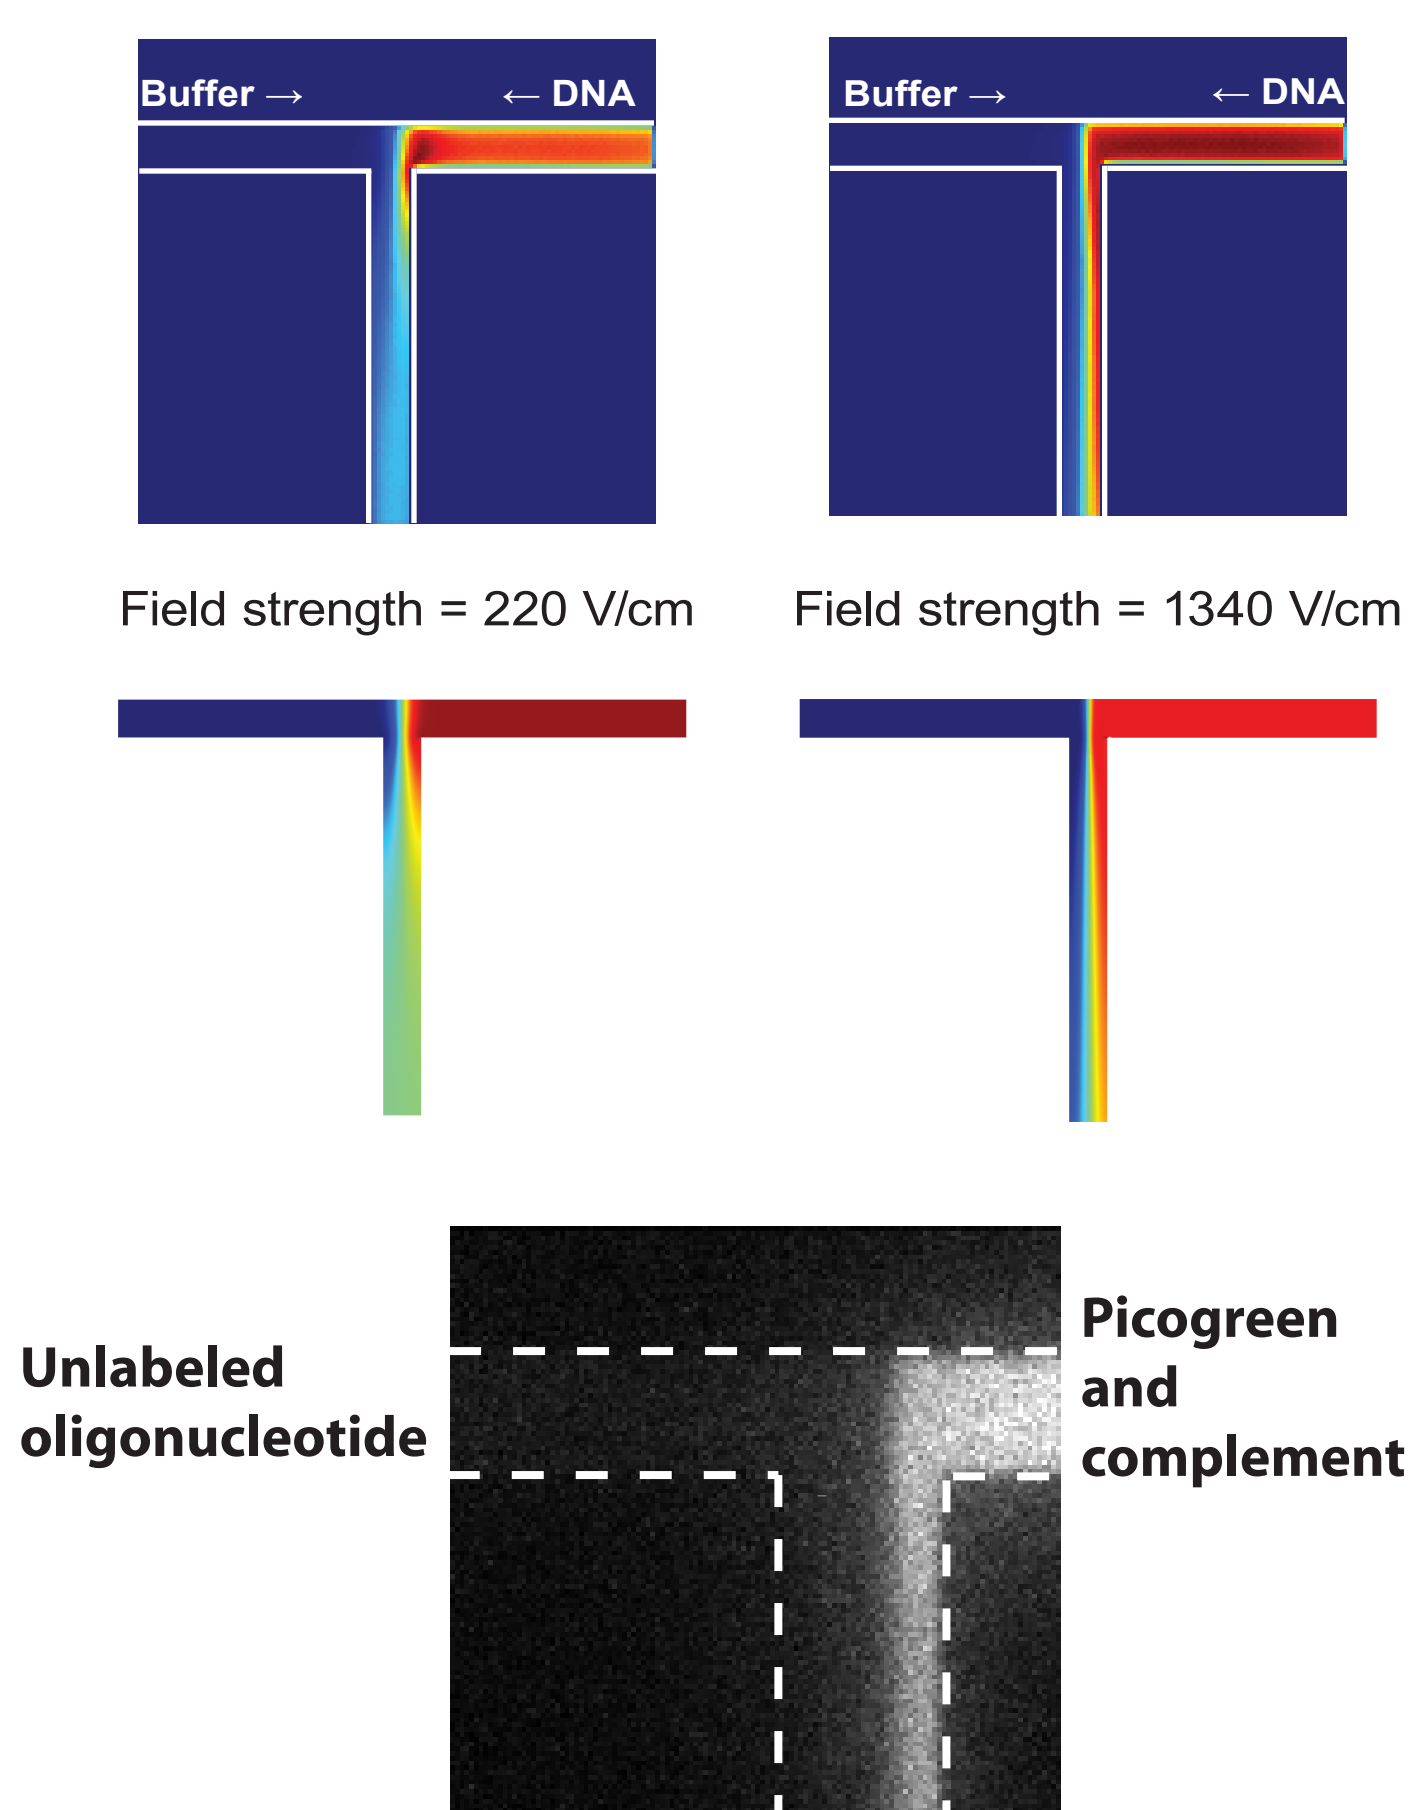 Buffer → ← DNA
Buffer → ← DNA
Field strength = 220 V/cm
Field strength = 1340 V/cm
Unlabeled
oligonucleotide
Picogreen
and
complement